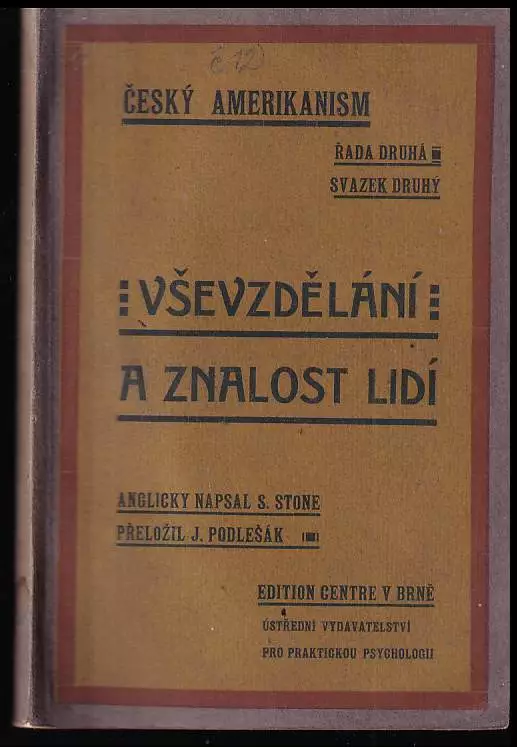 č 12)
ČESKÝ AMERIKANISM
ŘADA DRUHÁ
SVAZEK DRUHÝ
VŠEVZDĚLÁNÍ
A ZNALOST LIDÍ
ANGLICKY NAPSAL S. STONE
PŘELOŽIL J. PODLEŠÁK
EDITION CENTRE V BRNĚ
ÚSTŘEDNÍ VYDAVATELSTVÍ
PRO PRAKTICKOU PSYCHOLOGII